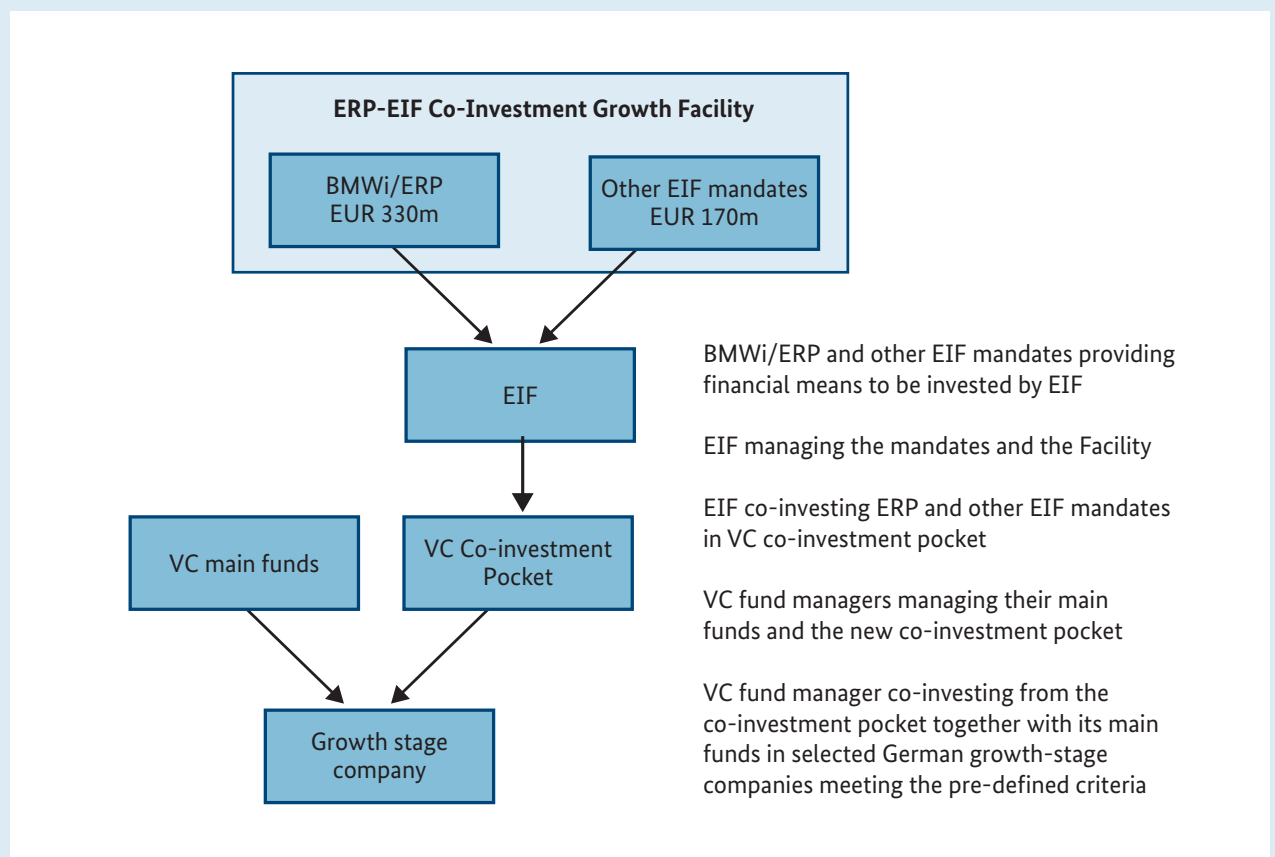 ERP-EIF Co-Investment Growth Facility
BMWi/ERP
EUR 330m
Other EIF mandates
EUR 170m
EIF
VC main funds
VC Co-investment
Pocket
Growth stage
company
BMWi/ERP and other EIF mandates providing
financial means to be invested by EIF
EIF managing the mandates and the Facility
EIF co-investing ERP and other EIF mandates
in VC co-investment pocket
VC fund managers managing their main
funds and the new co-investment pocket
VC fund manager co-investing from the
co-investment pocket together with its main
funds in selected German growth-stage
companies meeting the pre-defined criteria